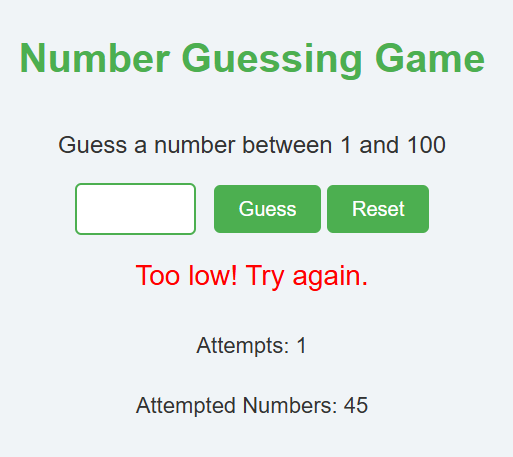 Number Guessing Game
Guess a number between 1 and 100
Guess Reset
Too low! Try again.
Attempts: 1
Attempted Numbers: 45